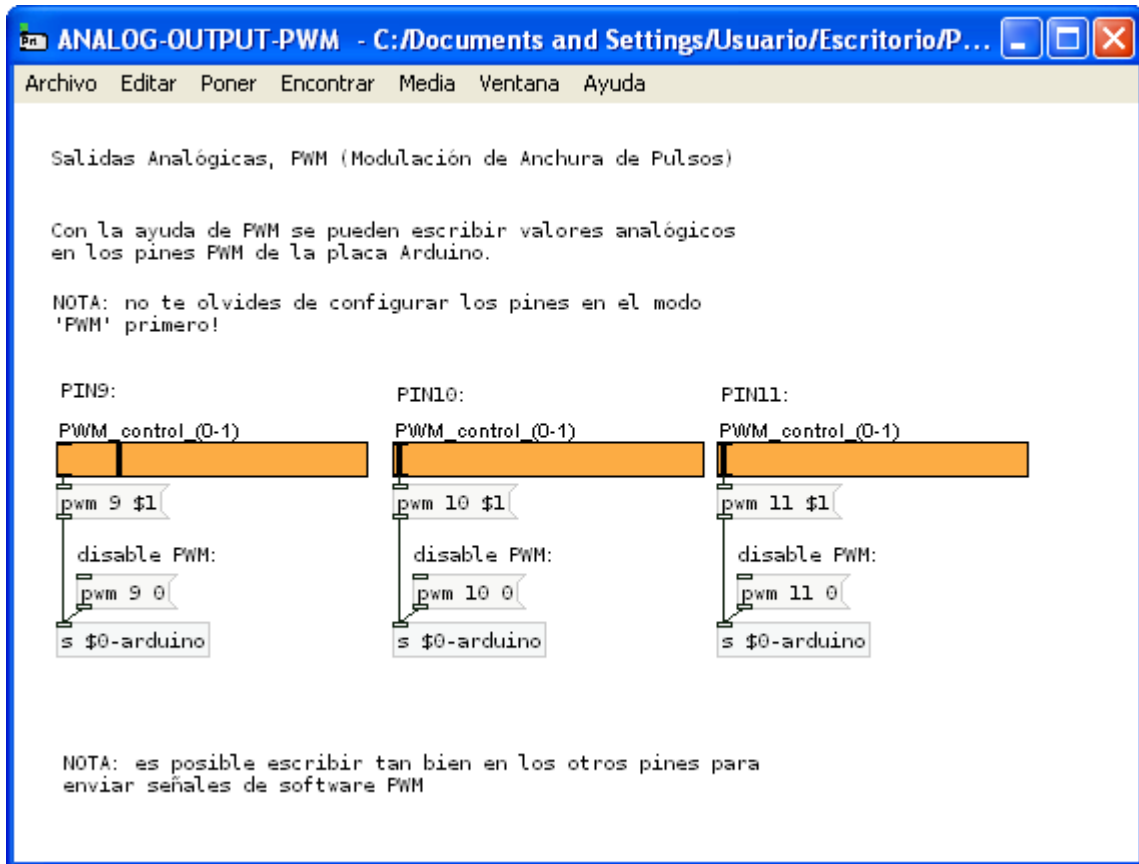 ANALOG-OUTPUT-PWM - C:/Documents and Settings/Usuario/Escritorio/P...
Archivo Editar Poner Encontrar Media Ventana Ayuda
Salidas Analógicas, PWM (Modulación de Anchura de Pulsos)
Con la ayuda de PWM se pueden escribir valores analógicos
en los pines PWM de la placa Arduino.
NOTA: no te olvides de configurar los pines en el modo
'PWM' primero!
PIN9:
PWM_control_(0-1)
pwm 9 $1
disable PWM:
pwm 9 0
s $0-arduino
PIN10:
PWM_control_(0-1)
pwm 10 $1
disable PWM:
pwm 10 0
s $0-arduino
PIN11:
PWM_control_(0-1)
pwm 11 $1
disable PWM:
pwm 11 0
s $0-arduino
NOTA: es posible escribir tan bien en los otros pines para
enviar señales de software PWM